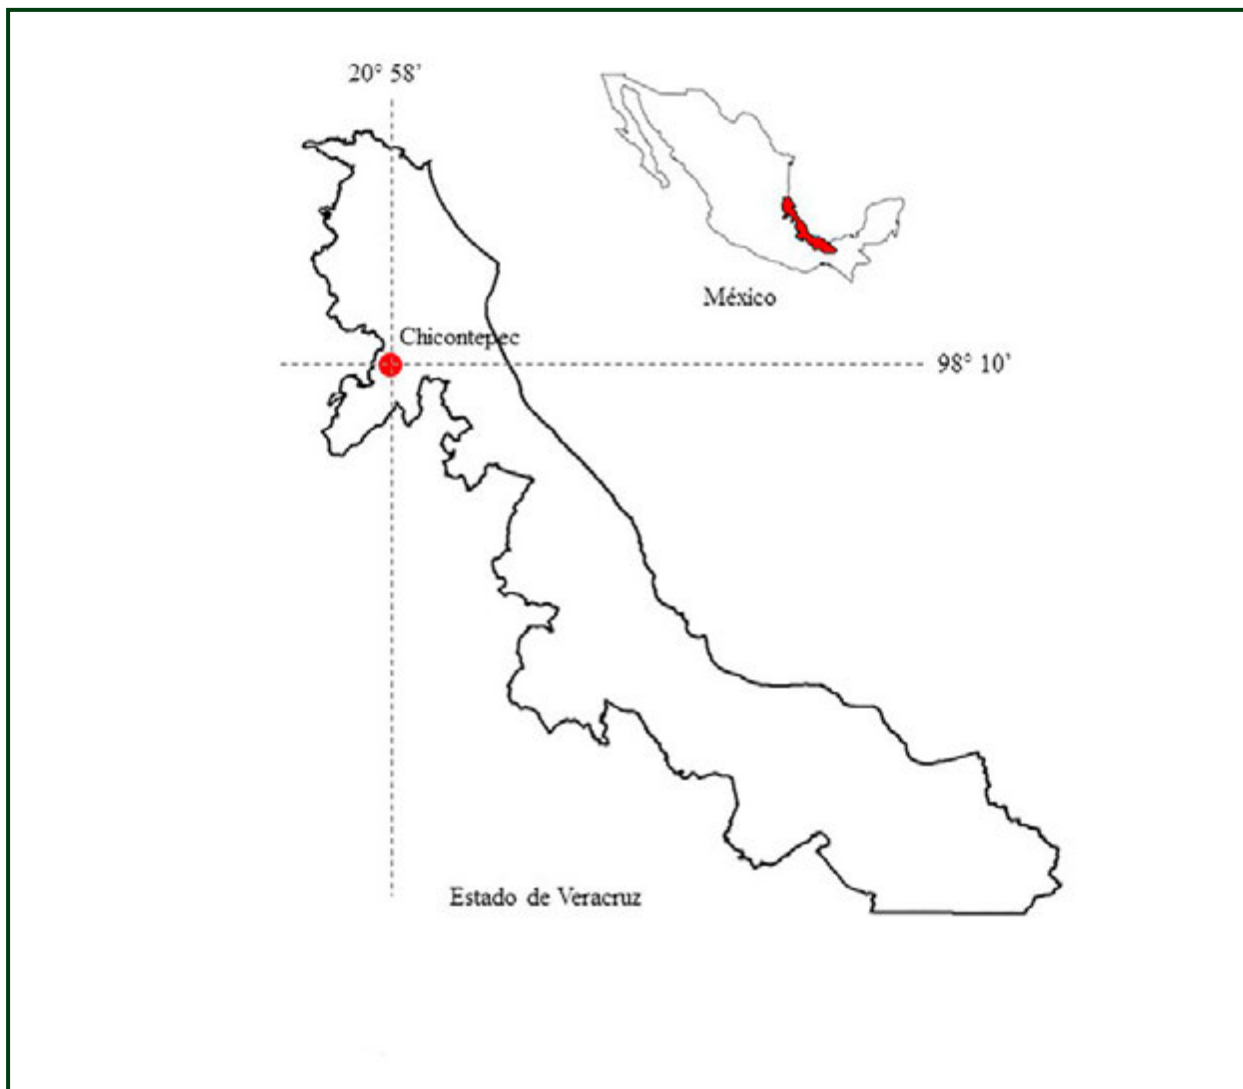 20° 58’
México
Chicontepec
98° 10’
Estado de Veracruz